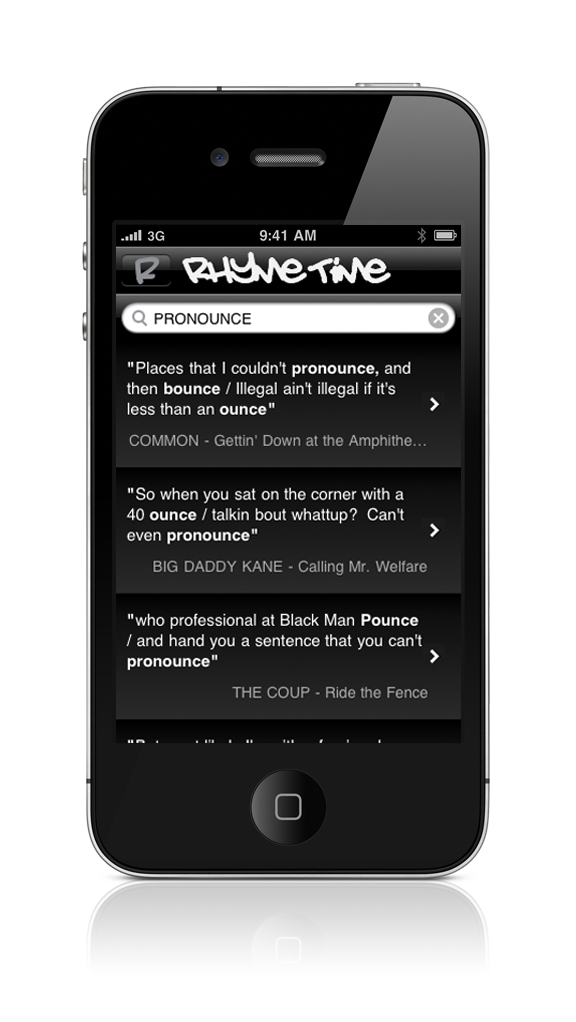 3G 9:41 AM
R RHYMETIME
PRONOUNCE
"Places that I couldn't pronounce, and
then bounce / Illegal ain't illegal if it's
less than an ounce"
COMMON - Gettin' Down at the Amphithe...
"So when you sat on the corner with a
40 ounce / talkin bout whattup? Can't
even pronounce"
BIG DADDY KANE - Calling Mr. Welfare
"who professional at Black Man Pounce
/ and hand you a sentence that you can't
pronounce"
THE COUP - Ride the Fence